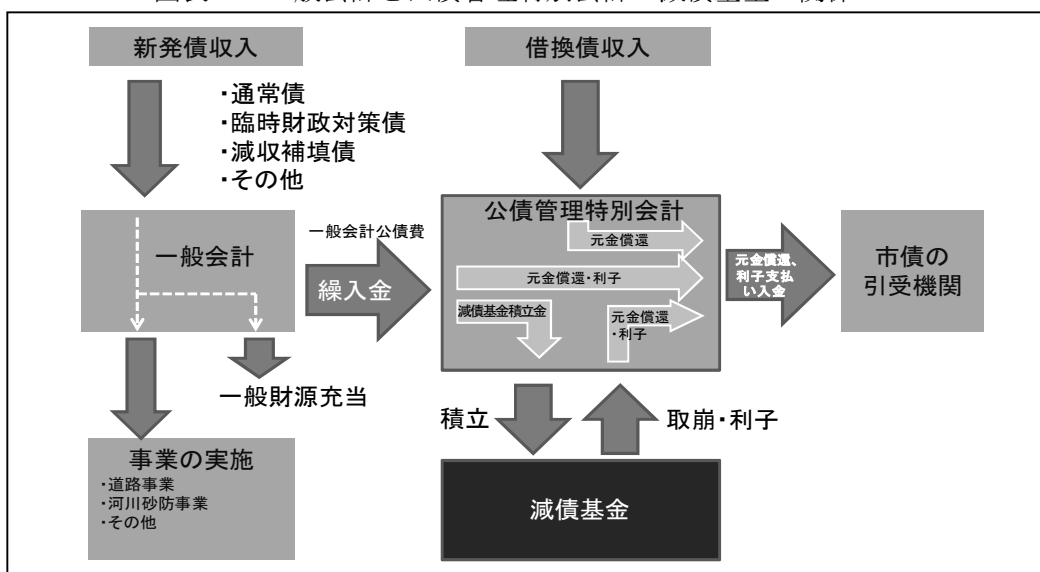 新発債収入
借換債収入
・通常債
・臨時財政対策債
・減収補填債
・その他
一般会計
一般会計公債費
繰入金
公債管理特別会計
元金償還
元金償還・利子
減債基金積立金
元金償還
・利子
元金償還、
利子支払
い入金
市債の
引受機関
一般財源充当
積立
取崩・利子
事業の実施
・道路事業
・河川砂防事業
・その他
減債基金